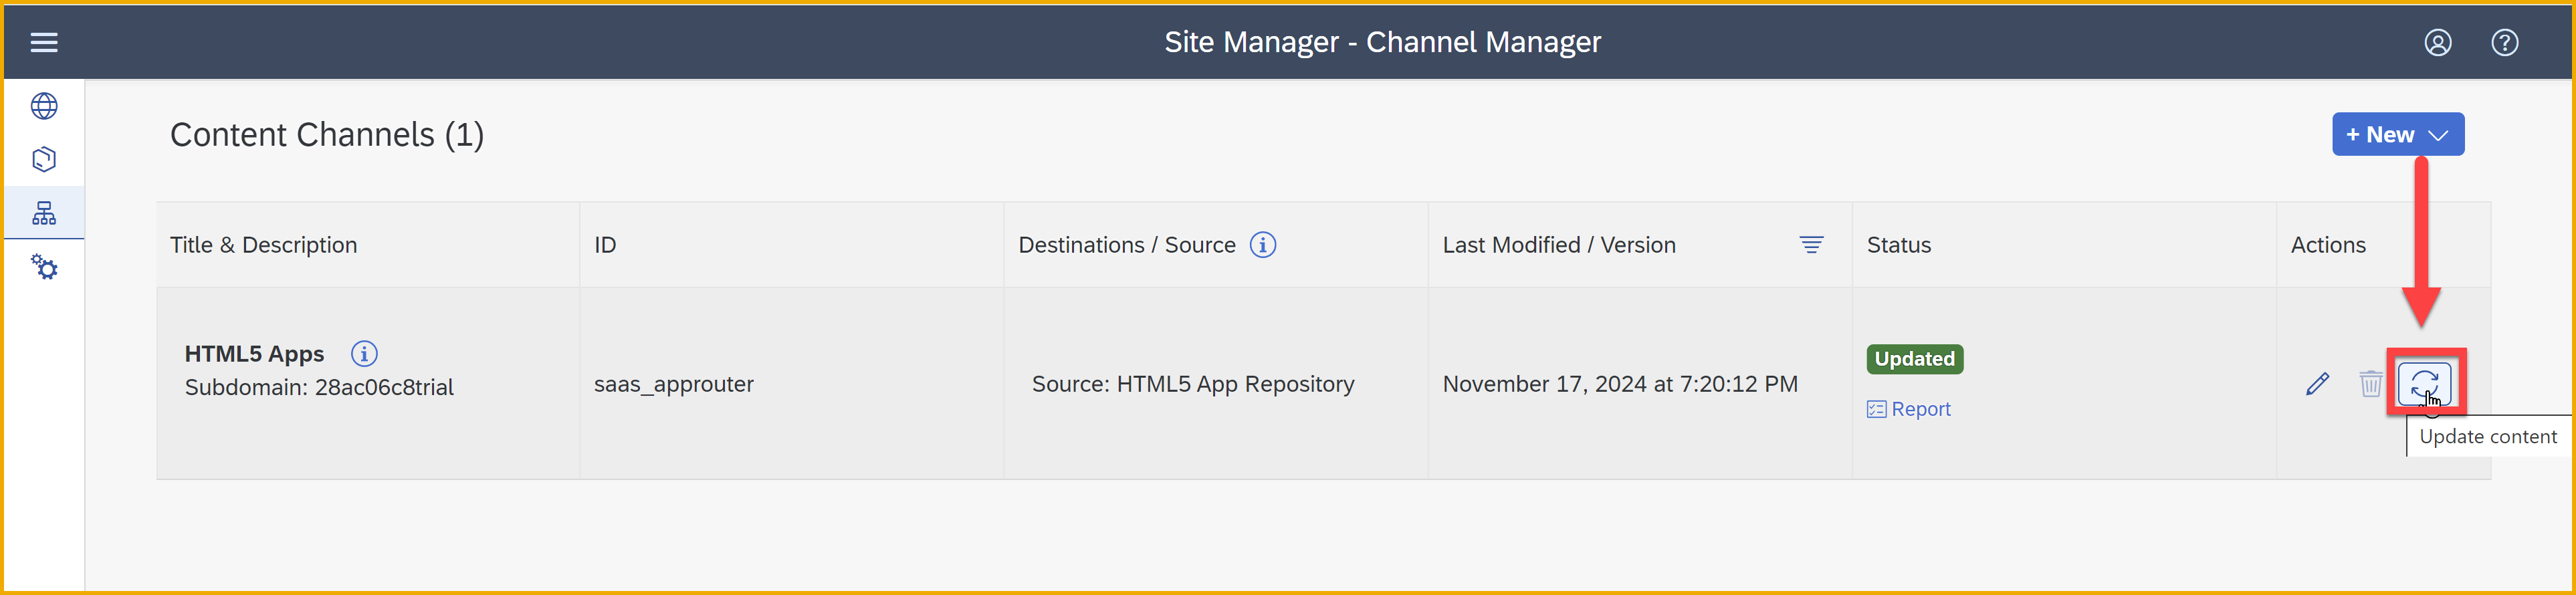 Site Manager - Channel Manager
Content Channels (1)
+ New
Title & Description
ID
Destinations / Source
Last Modified / Version
Status
Actions
HTML5 Apps
Subdomain: 28ac06c8trial
saas_approuter
Source: HTML5 App Repository
November 17, 2024 at 7:20:12 PM
Updated
Report
Update content